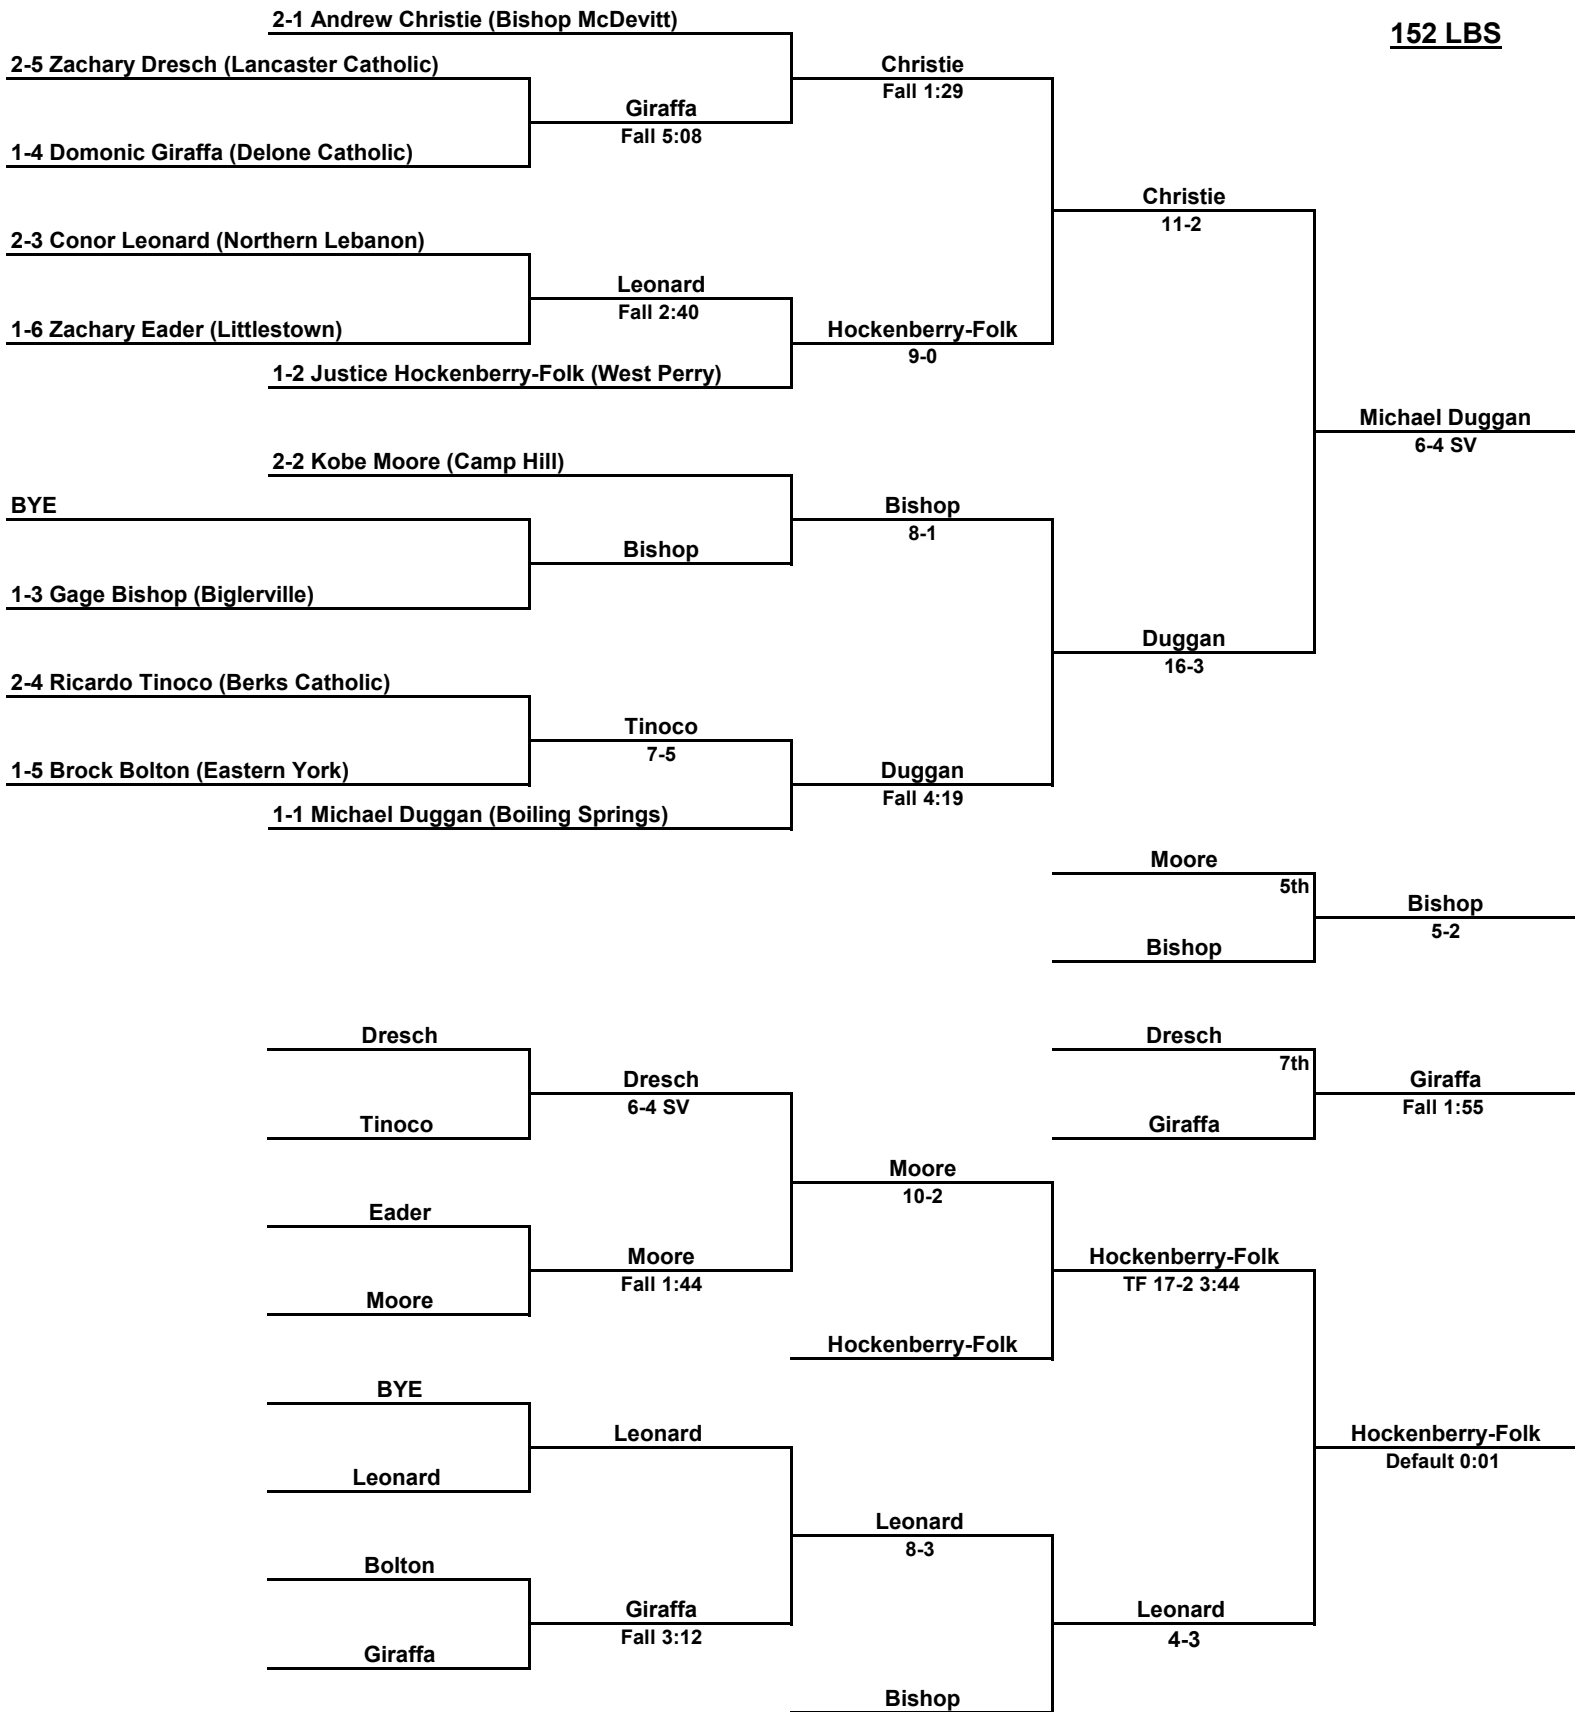 2-1 Andrew Christie (Bishop McDevitt)
152 LBS
2-5 Zachary Dresch (Lancaster Catholic)
Christie
Fall 1:29
Giraffa
Fall 5:08
1-4 Domonic Giraffa (Delone Catholic)
Christie
11-2
2-3 Conor Leonard (Northern Lebanon)
Leonard
Fall 2:40
1-6 Zachary Eader (Littlestown)
Hockenberry-Folk
9-0
1-2 Justice Hockenberry-Folk (West Perry)
Michael Duggan
6-4 SV
2-2 Kobe Moore (Camp Hill)
BYE
Bishop
8-1
Bishop
1-3 Gage Bishop (Biglerville)
Duggan
16-3
2-4 Ricardo Tinoco (Berks Catholic)
Tinoco
7-5
1-5 Brock Bolton (Eastern York)
Duggan
Fall 4:19
1-1 Michael Duggan (Boiling Springs)
Moore
5th
Bishop
5-2
Bishop
Dresch
Dresch
7th
Dresch
6-4 SV
Giraffa
Fall 1:55
Tinoco
Giraffa
Moore
10-2
Eader
Moore
Fall 1:44
Hockenberry-Folk
TF 17-2 3:44
Moore
Hockenberry-Folk
BYE
Leonard
Hockenberry-Folk
Default 0:01
Leonard
Leonard
8-3
Bolton
Giraffa
Fall 3:12
Leonard
4-3
Giraffa
Bishop